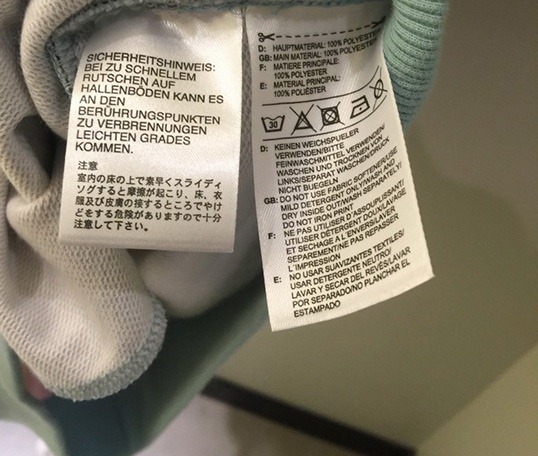 SICHERHEITSHINWEIS:
BEI ZU SCHNELLEM
RUTSCHEN AUF
HALLENBÖDEN KANN ES
AN DEN
BERÜHRUNGSPUNKTEN
ZU VERBRENNUNGEN
LEICHTEN GRADES
KOMMEN.
注意
室内の床の上で素早くスライディ
ングすると摩擦が起こり、床、衣
服及び皮膚の接するところでやけ
どをする危険がありますので十分
注意して下さい。
D: HAUPTMATERIAL: 100% POLYESTER
GB: MAIN MATERIAL: 100% POLYESTER
F: MATIERE PRINCIPALE:
100% POLYESTER
E: MATERIAL PRINCIPAL:
100% POLIÉSTER
30
D: KEINEN WEICHSPUELER
VERWENDEN/BITTE
FEINWASCHMITTEL VERWENDEN/
WASCHEN UND TROCKNEN VON
LINKS/SEPARAT WASCHEN/DRUCK
NICHT BUEGELN
GB: DO NOT USE FABRIC SOFTENER/USE
MILD DETERGENT ONLY/WASH AND
DRY INSIDE OUT/WASH SEPARATELY/
DO NOT IRON PRINT
F: NE PAS UTILISER D'ASSOUPLISSANT/
UTILISER DÉTERGENT DOUX/LAVAGE
ET SECHAGE A L'ENVERS/LAVER
SEPAREMENT/NE PAS REPASSER
L'IMPRESSION
E: NO USAR SUAVIZANTES TEXTILES/
USAR DETERGENTE NEUTRO/
LAVAR Y SECAR DEL REVÉS/LAVAR
POR SEPARADO/NO PLANCHAR EL
ESTAMPADO